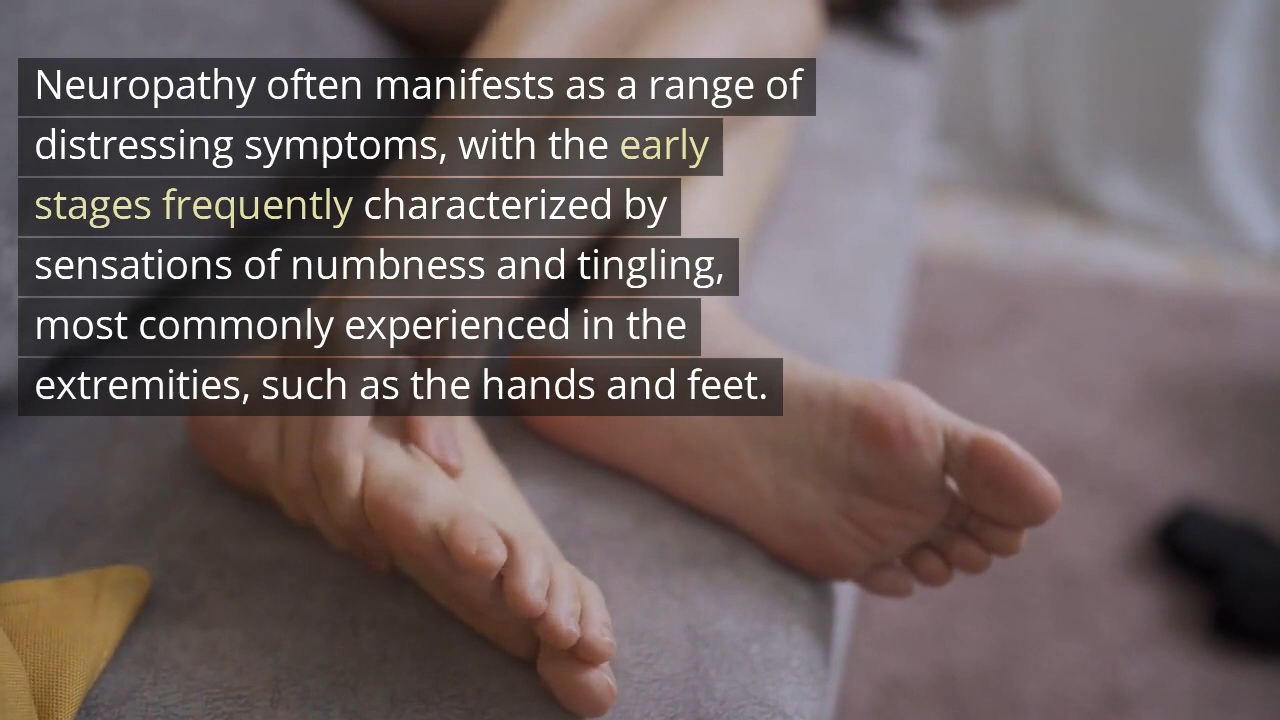 Neuropathy often manifests as a range of
distressing symptoms, with the early
stages frequently characterized by
sensations of numbness and tingling,
most commonly experienced in the
extremities, such as the hands and feet.